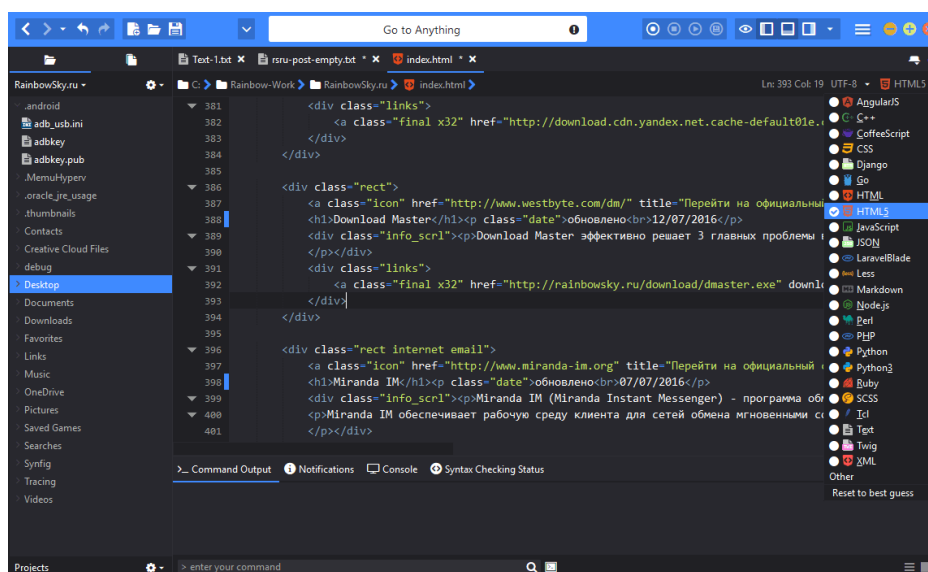 Go to Anything
Text-1.txt
rsru-post-empty.txt *
index.html *
RainbowSky.ru
C:
Rainbow-Work
RainbowSky.ru
index.html
Ln: 393 Col: 19 UTF-8
HTML5
.android
adb_usb.ini
adbkey
adbkey.pub
.MemuHyperv
.oracle_jre_usage
.thumbnails
Contacts
Creative Cloud Files
debug
Desktop
Documents
Downloads
Favorites
Links
Music
OneDrive
Pictures
Saved Games
Searches
Synfig
Tracing
Videos
Projects
381 <div class="links">
382 <a class="final x32" href="http://download.cdn.yandex.net.cache-default01e.
383 </div>
384 </div>
385
386 <div class="rect">
387 <a class="icon" href="http://www.westbyte.com/dm/" title="Перейти на официальный
388 <h1>Download Master</h1><p class="date">обновлено<br>12/07/2016</p>
389 <div class="info_scrl"><p>Download Master эффективно решает 3 главных проблемы
390 </p></div>
391 <div class="links">
392 <a class="final x32" href="http://rainbowsky.ru/download/dmaster.exe" downl
393 </div>
394 </div>
395
396 <div class="rect internet email">
397 <a class="icon" href="http://www.miranda-im.org" title="Перейти на официальный
398 <h1>Miranda IM</h1><p class="date">обновлено<br>07/07/2016</p>
399 <div class="info_scrl"><p>Miranda IM (Miranda Instant Messenger) - программа
400 <p>Miranda IM обеспечивает рабочую среду клиента для сетей обмена мгновенными
401 </p></div>
AngularJS
C++
CoffeeScript
CSS
Django
Go
HTML
HTML5
JavaScript
JSON
LaravelBlade
Less
Markdown
Node.js
Perl
PHP
Python
Python3
Ruby
SCSS
Tcl
Text
Twig
XML
Other
Reset to best guess
>_ Command Output
Notifications
Console
Syntax Checking Status
> enter your command